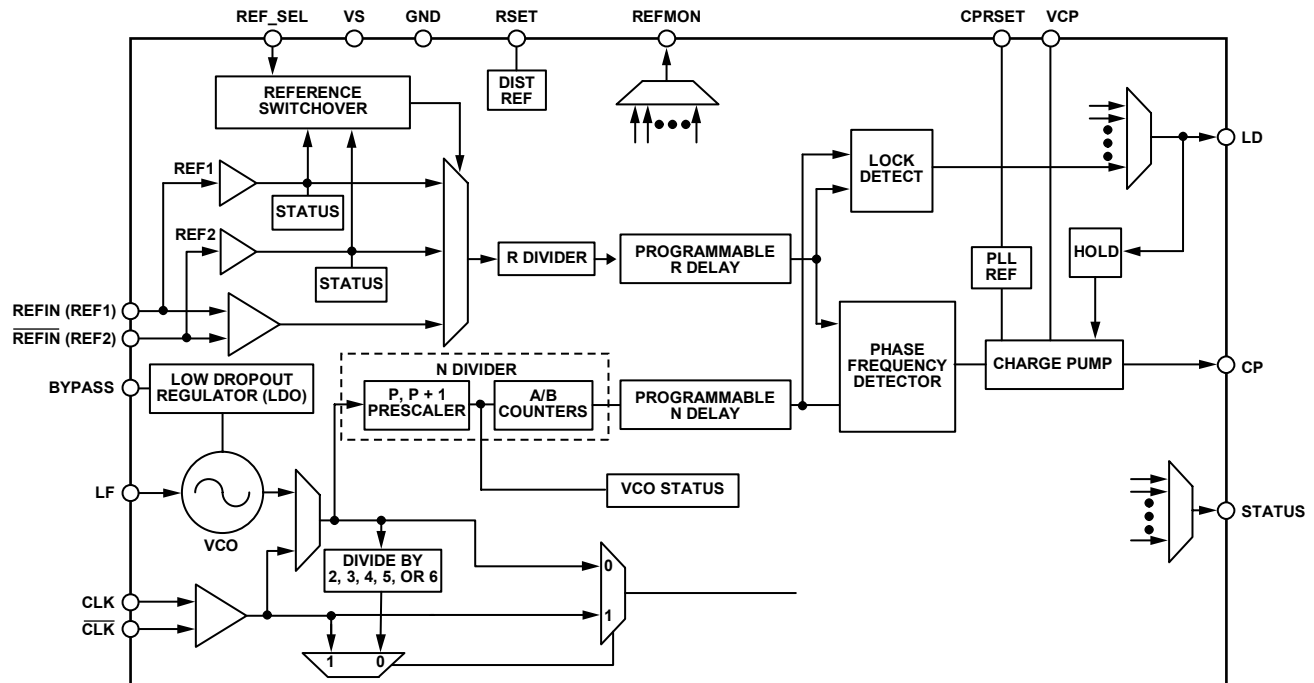 REF_SEL
VS
GND
RSET
REFMON
CPRSET
VCP
REFERENCE
SWITCHOVER
DIST
REF
LD
LOCK
DETECT
REF1
STATUS
REF2
STATUS
R DIVIDER
PROGRAMMABLE
R DELAY
PLL
REF
HOLD
REFIN (REF1)
REFIN (REF2)
PHASE
FREQUENCY
DETECTOR
CHARGE PUMP
CP
BYPASS
LOW DROPOUT
REGULATOR (LDO)
N DIVIDER
P, P + 1
PRESCALER
A/B
COUNTERS
PROGRAMMABLE
N DELAY
LF
VCO
VCO STATUS
STATUS
DIVIDE BY
2, 3, 4, 5, OR 6
0
1
CLK
CLK
1
0